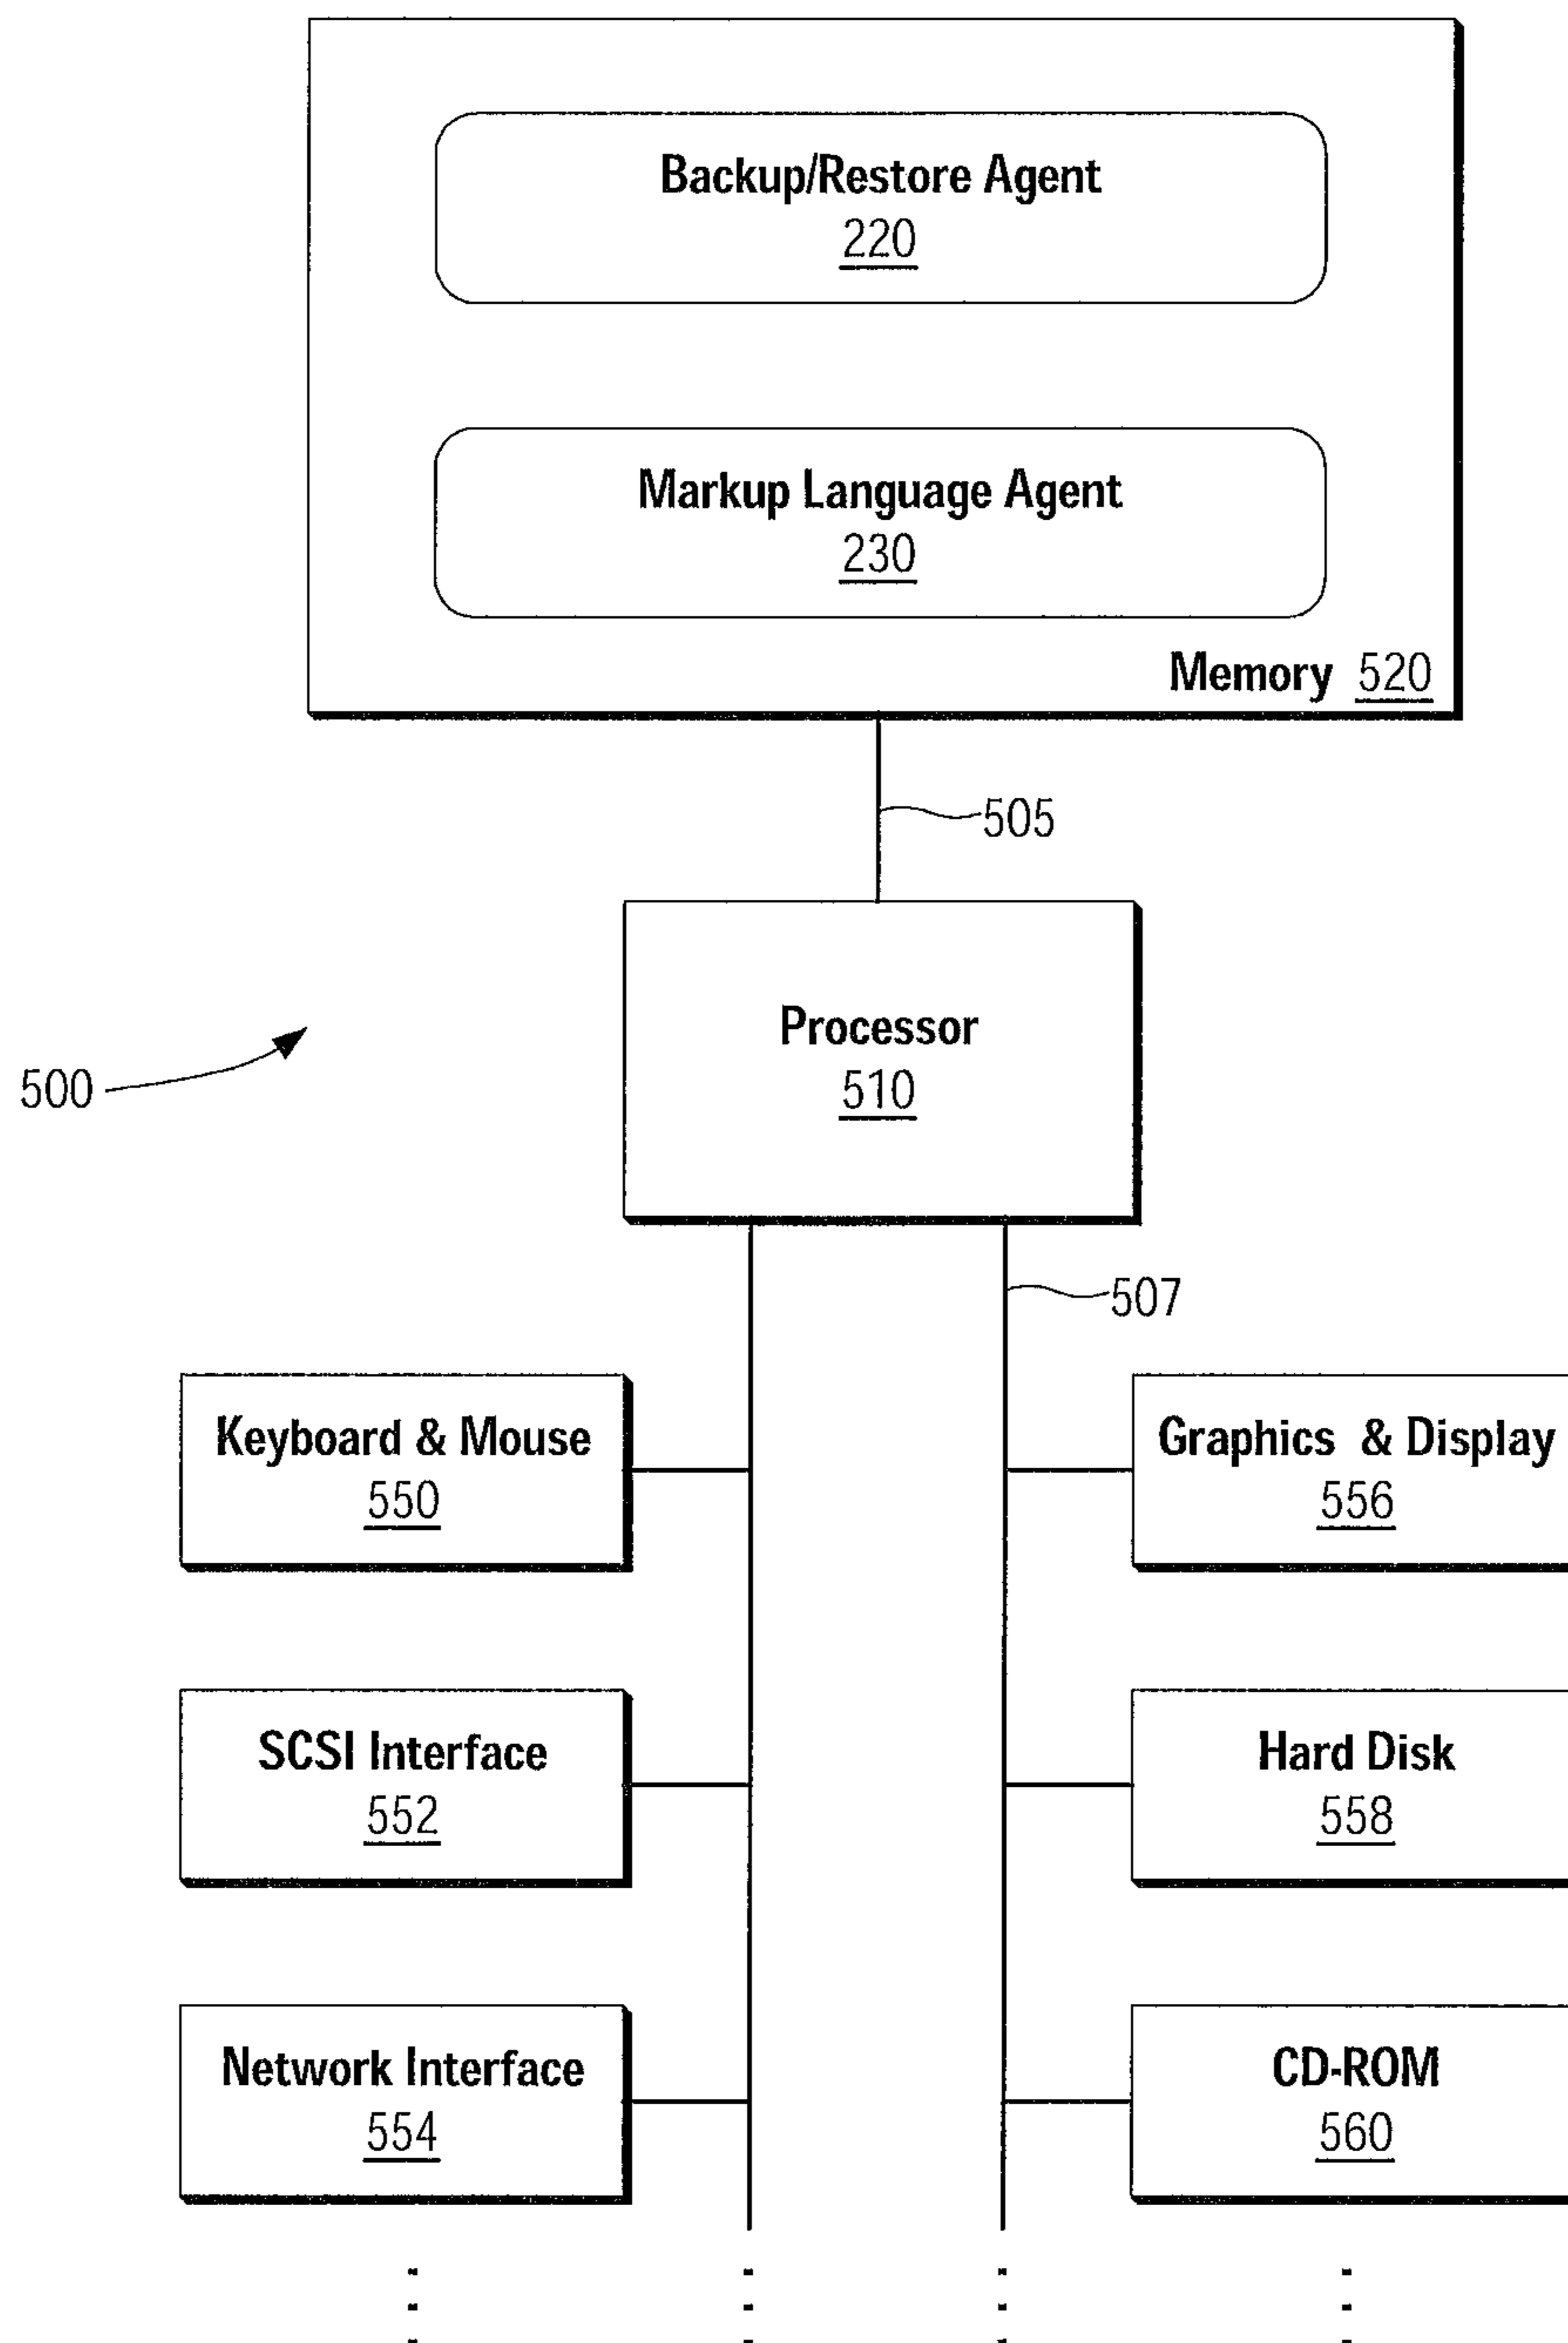 Backup/Restore Agent
220
Markup Language Agent
230
Memory 520
505
Processor
510
500
507
Keyboard & Mouse
550
Graphics & Display
556
SCSI Interface
552
Hard Disk
558
Network Interface
554
CD-ROM
560